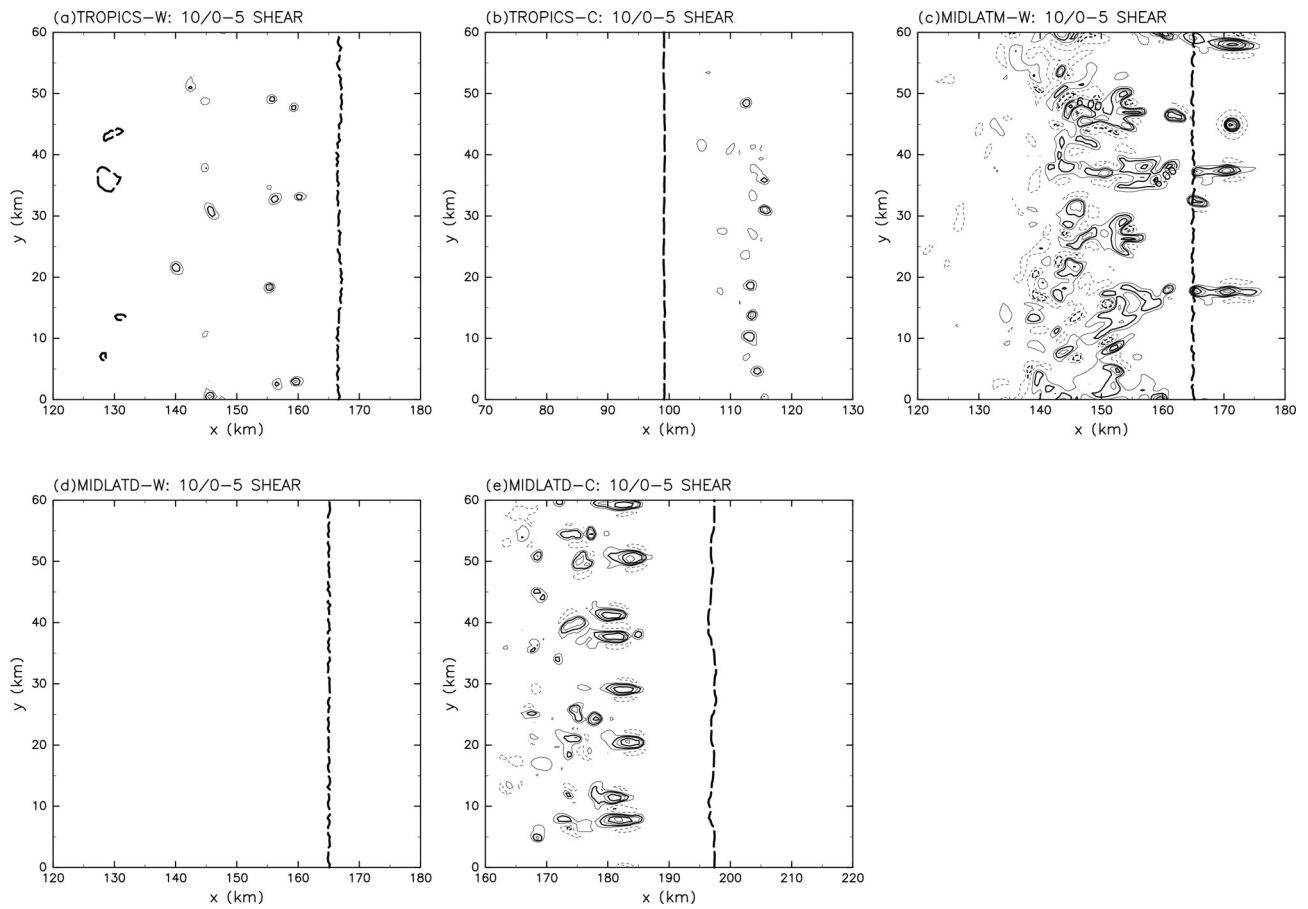 (a)TROPICS-W: 10/0-5 SHEAR
60
50
40
30
20
10
0
y (km)
120 130 140 150 160 170 180
x (km)
(b)TROPICS-C: 10/0-5 SHEAR
60
50
40
30
20
10
0
y (km)
70 80 90 100 110 120 130
x (km)
(c)MIDLATM-W: 10/0-5 SHEAR
60
50
40
30
20
10
0
y (km)
120 130 140 150 160 170 180
x (km)
(d)MIDLATD-W: 10/0-5 SHEAR
60
50
40
30
20
10
0
y (km)
120 130 140 150 160 170 180
x (km)
(e)MIDLATD-C: 10/0-5 SHEAR
60
50
40
30
20
10
0
y (km)
160 170 180 190 200 210 220
x (km)